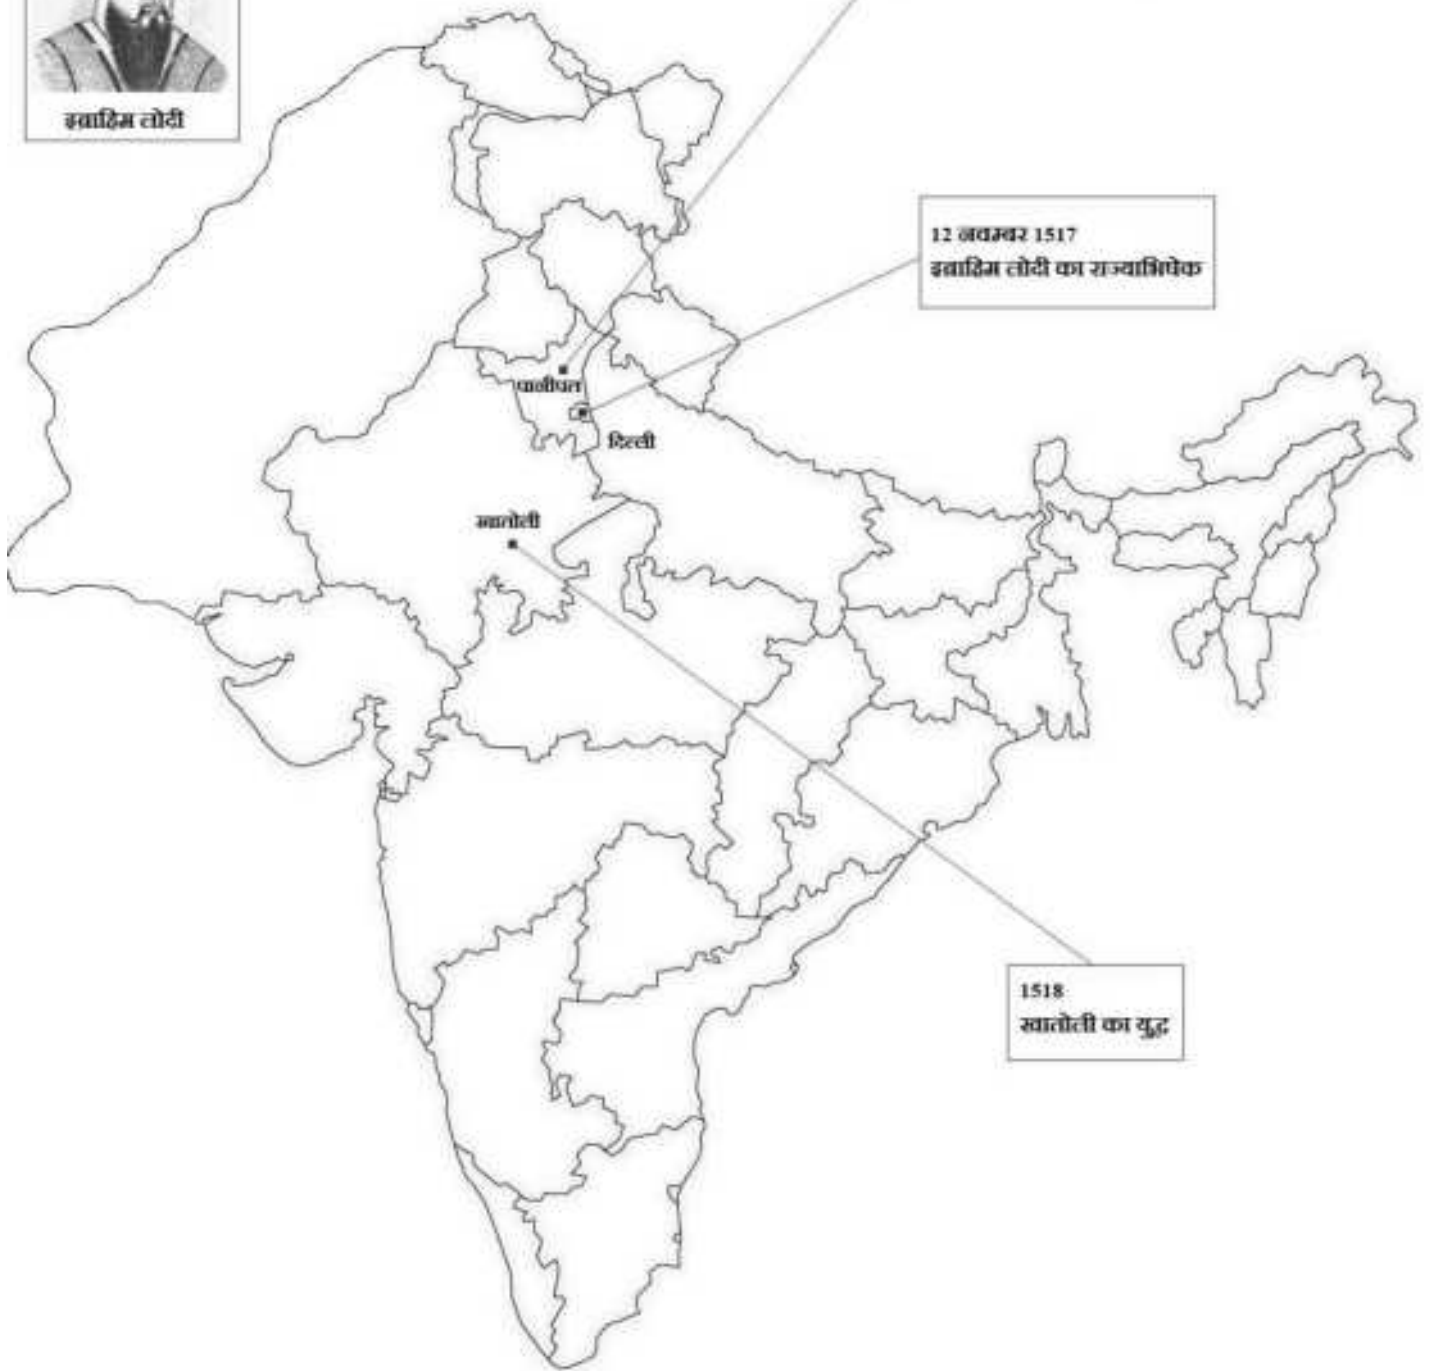 इब्राहिम लोदी
12 नवम्बर 1517
इब्राहिम लोदी का राज्याभिषेक
पानीपत
दिल्ली
खातोली
1518
खातोली का युद्ध